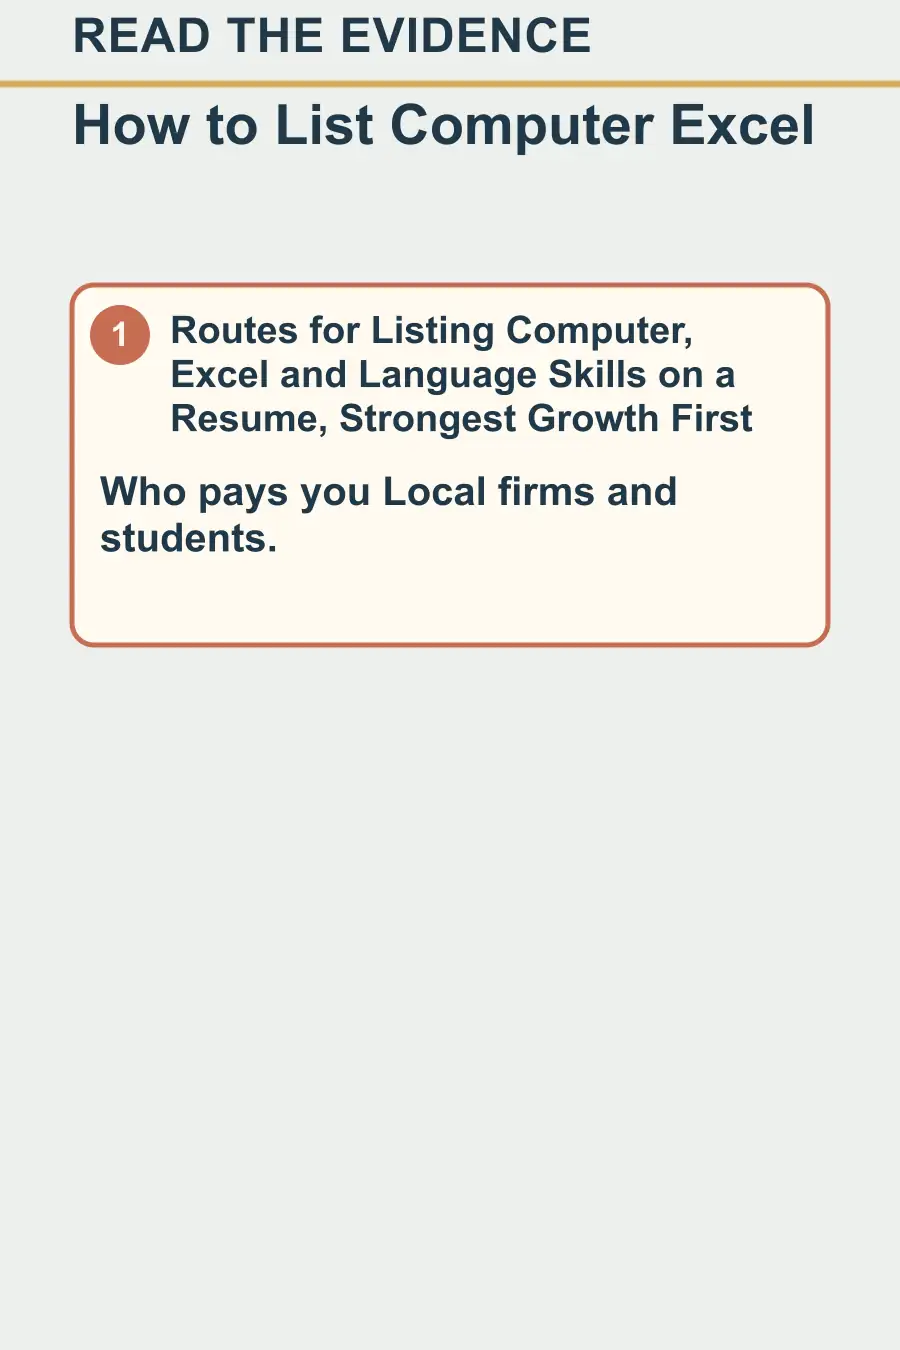 READ THE EVIDENCE
How to List Computer Excel
1
Routes for Listing Computer,
Excel and Language Skills on a
Resume, Strongest Growth First
Who pays you Local firms and
students.